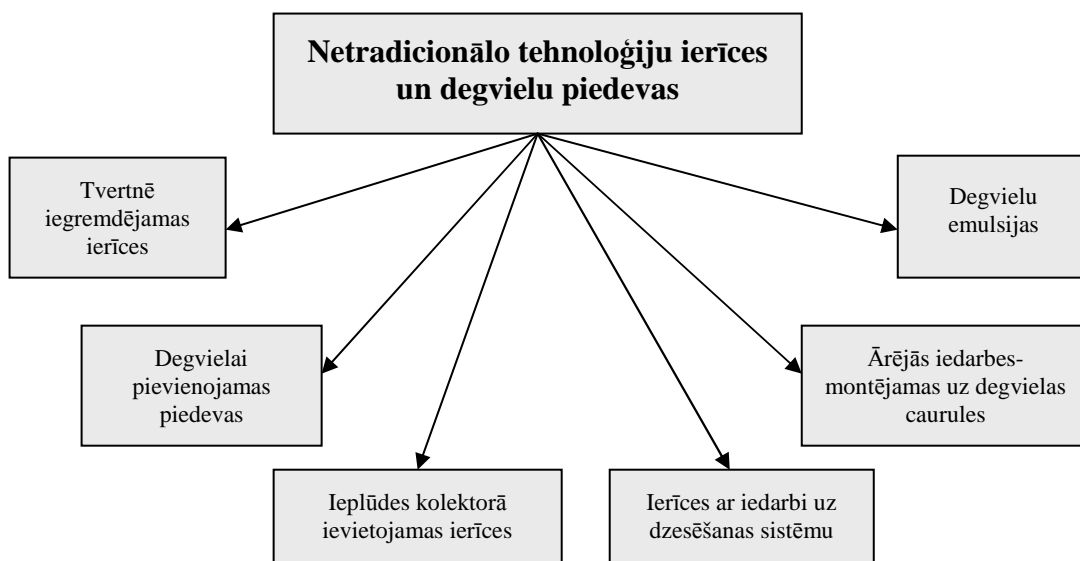 Netradicionālo tehnoloģiju ierīces
un degvielu piedevas
Tvertnē
iegremdējamas
ierīces
Degvielu
emulsijas
Degvielai
pievienojamas
piedevas
Ārējās iedarbes-
montējamas uz degvielas
caurules
Ieplūdes kolektorā
ievietojamas ierīces
Ierīces ar iedarbi uz
dzesēšanas sistēmu